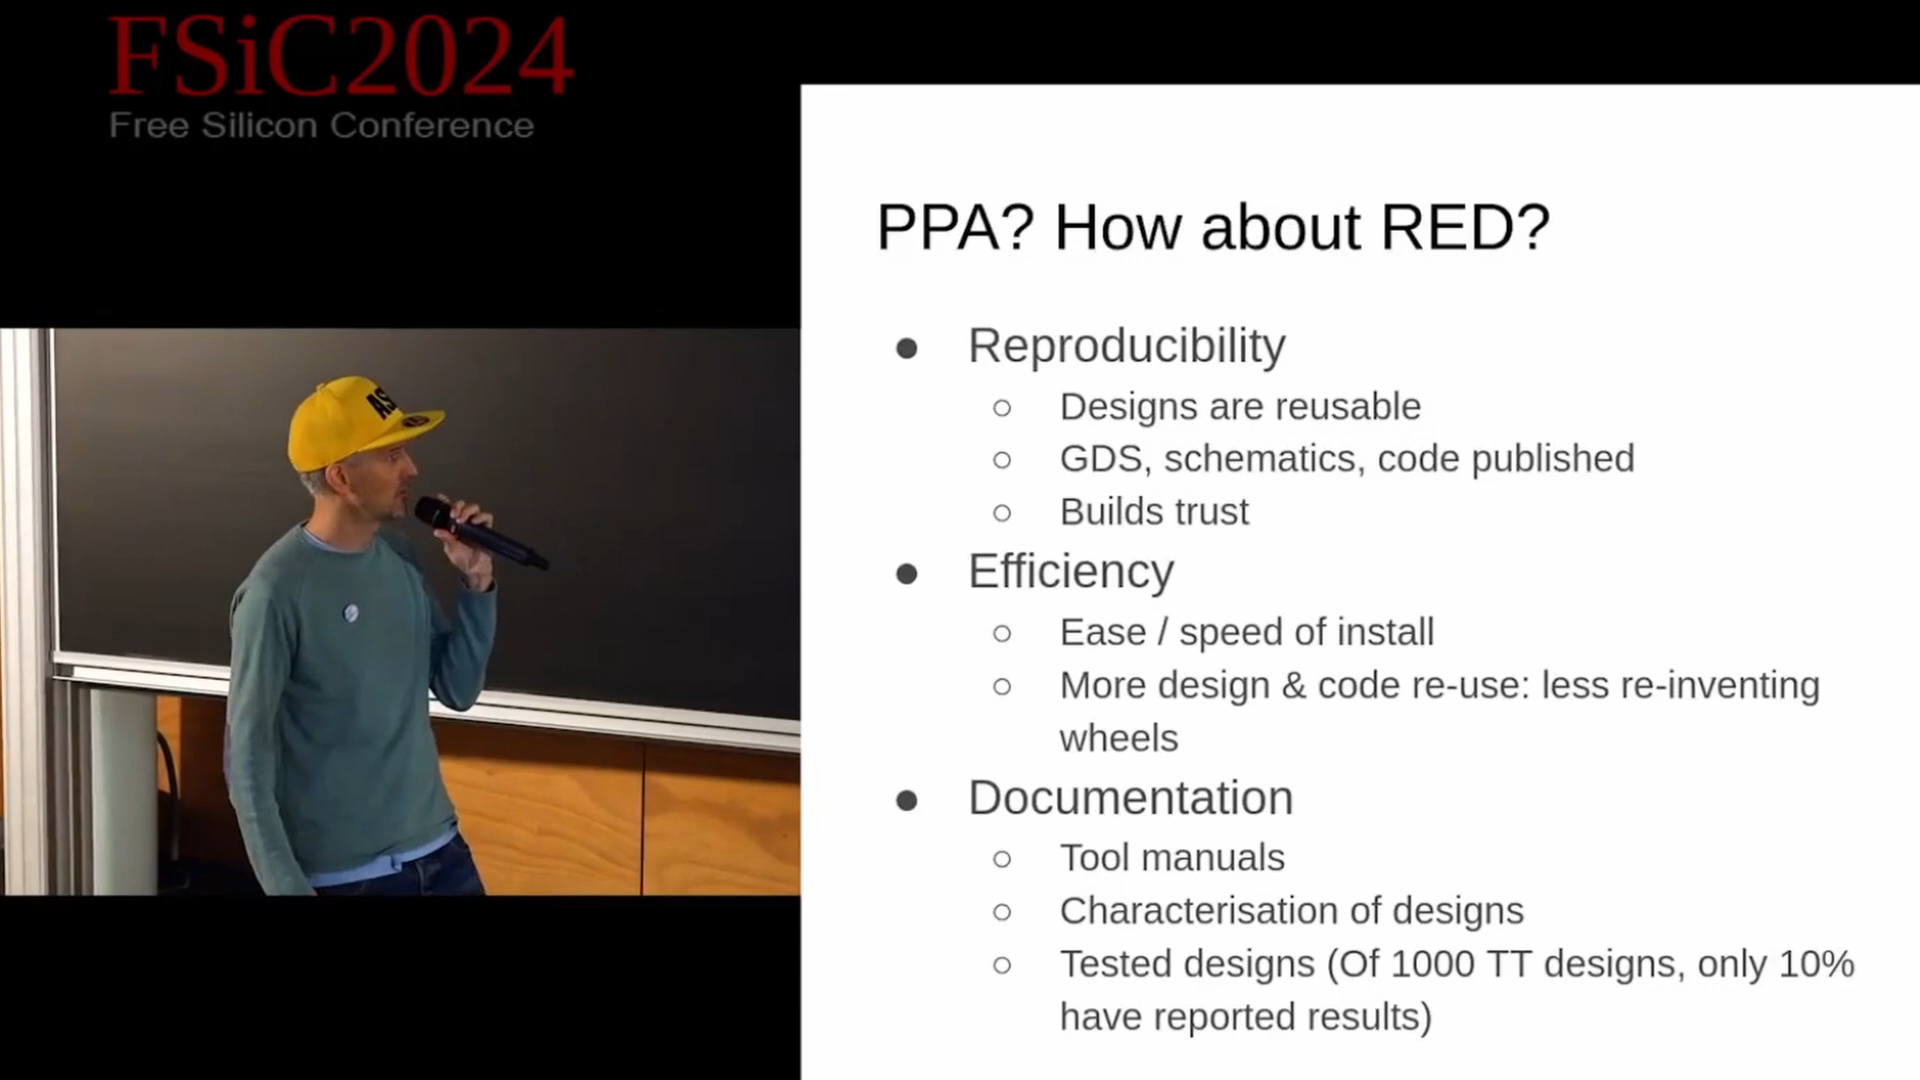 FSiC2024
Free Silicon Conference
PPA? How about RED?
● Reproducibility
○ Designs are reusable
○ GDS, schematics, code published
○ Builds trust
● Efficiency
○ Ease / speed of install
○ More design & code re-use: less re-inventing
wheels
● Documentation
○ Tool manuals
○ Characterisation of designs
○ Tested designs (Of 1000 TT designs, only 10%
have reported results)